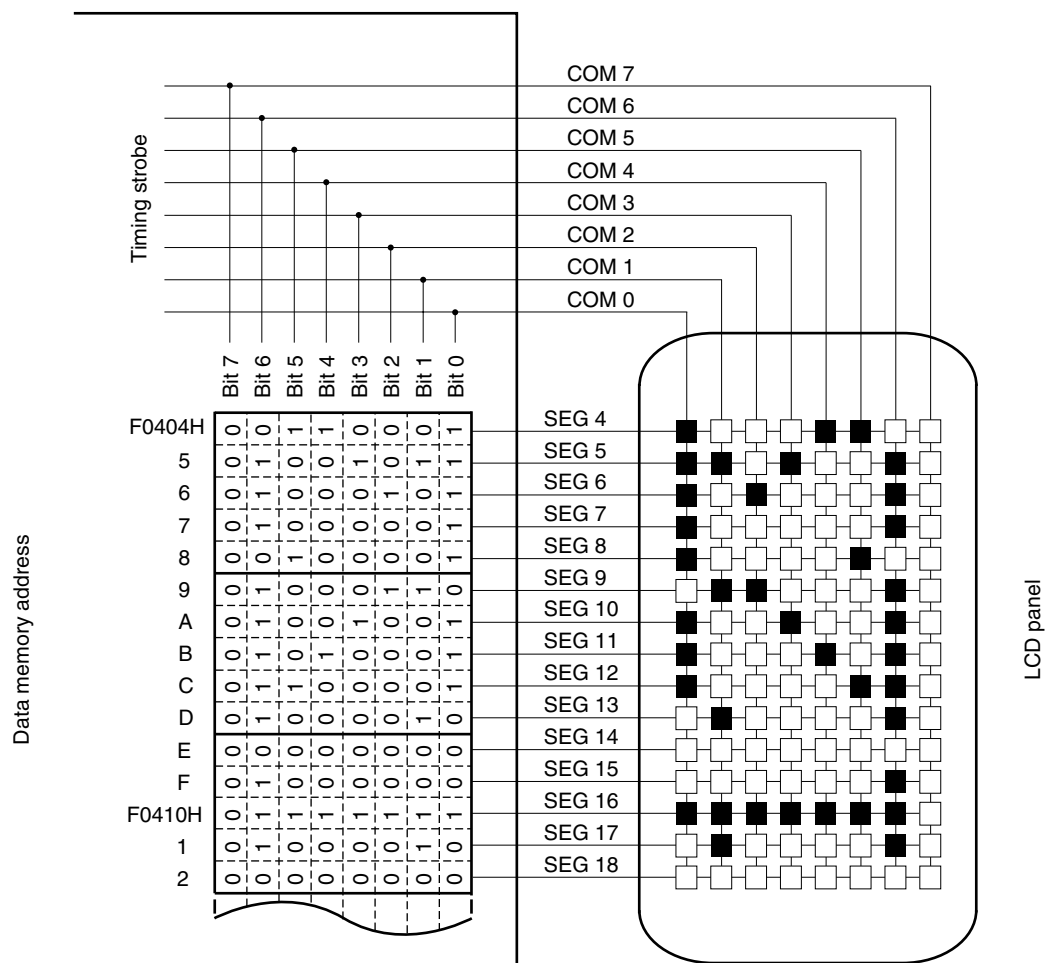 COM 7
COM 6
COM 5
COM 4
COM 3
COM 2
COM 1
COM 0
Timing strobe
Bit 7 Bit 6 Bit 5 Bit 4 Bit 3 Bit 2 Bit 1 Bit 0
F0404H 0 0 1 1 0 0 0 1 SEG 4
5 0 1 0 0 1 0 1 1 SEG 5
6 0 1 0 0 0 1 0 1 SEG 6
7 0 1 0 0 0 0 0 1 SEG 7
8 0 0 1 0 0 0 0 1 SEG 8
9 0 1 0 0 0 1 1 0 SEG 9
A 0 1 0 0 1 0 0 1 SEG 10
B 0 1 0 1 0 0 0 1 SEG 11
C 0 1 1 0 0 0 0 1 SEG 12
D 0 1 0 0 0 0 1 0 SEG 13
E 0 0 0 0 0 0 0 0 SEG 14
F 0 1 0 0 0 0 0 0 SEG 15
F0410H 0 1 1 1 1 1 1 1 SEG 16
1 0 1 0 0 0 0 1 0 SEG 17
2 0 0 0 0 0 0 0 0 SEG 18
Data memory address
LCD panel